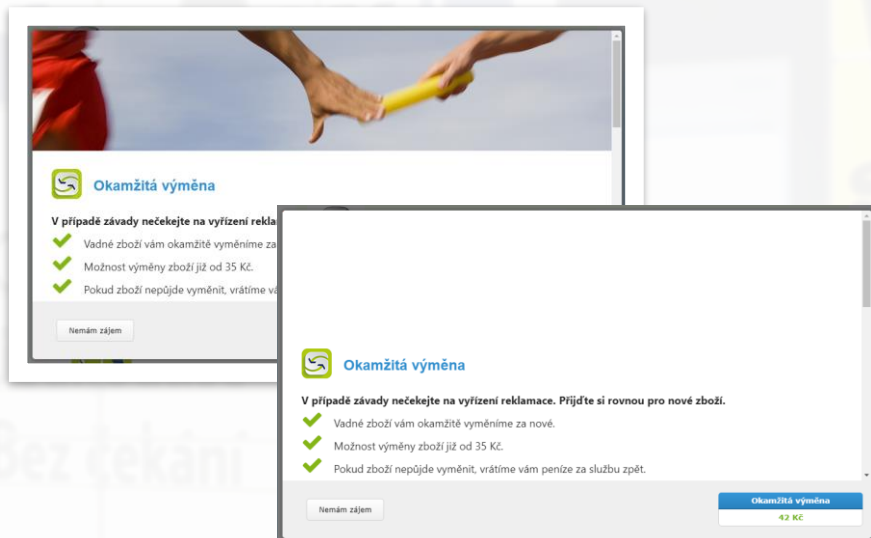 Okamžitá výměna
V případě závady nečekejte na vyřízení rekla
Vadné zboží vám okamžitě vyměníme za
Možnost výměny zboží již od 35 Kč.
Pokud zboží nepůjde vyměnit, vrátíme vá
Nemám zájem
Okamžitá výměna
V případě závady nečekejte na vyřízení reklamace. Přijďte si rovnou pro nové zboží.
Vadné zboží vám okamžitě vyměníme za nové.
Možnost výměny zboží již od 35 Kč.
Pokud zboží nepůjde vyměnit, vrátíme vám peníze za službu zpět.
Nemám zájem
Okamžitá výměna
42 Kč
Bez čekání